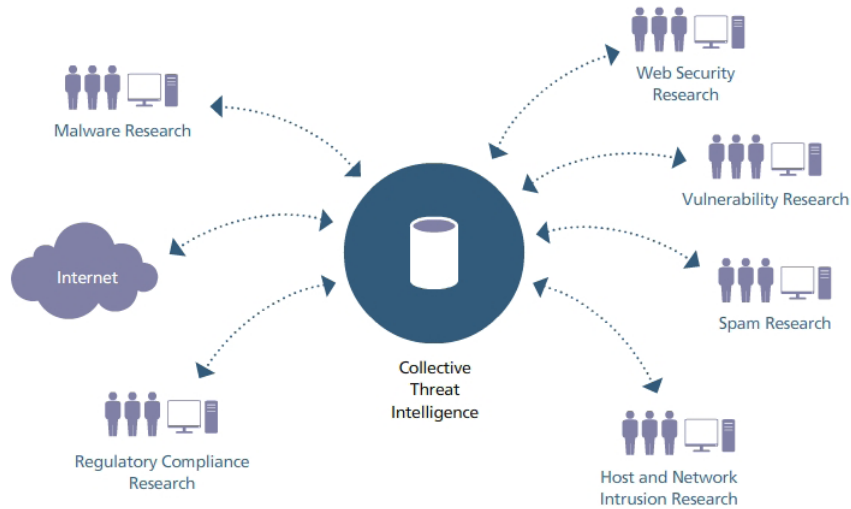 Malware Research
Internet
Regulatory Compliance
Research
Collective
Threat
Intelligence
Web Security
Research
Vulnerability Research
Spam Research
Host and Network
Intrusion Research